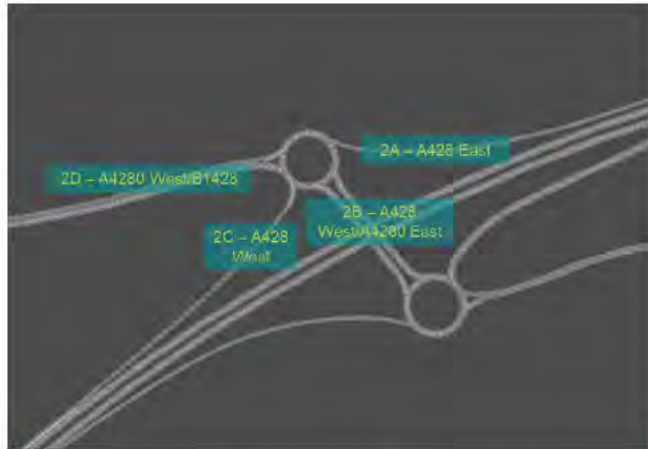 2A – A428 East
2D – A4280 West/B1428
2B – A428
West/A4280 East
2C – A428
West